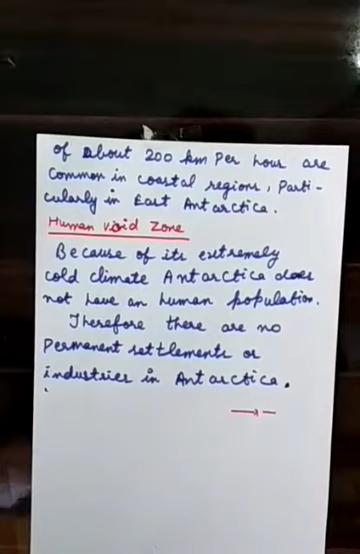 of about 200 km Per hour are
common in coastal regions, Parti-
cularly in East Antarctica.
Human void Zone
Because of its extremely
cold climate Antarctica does
not have an human population.
Therefore there are no
Permanent settlements or
industries in Antarctica.